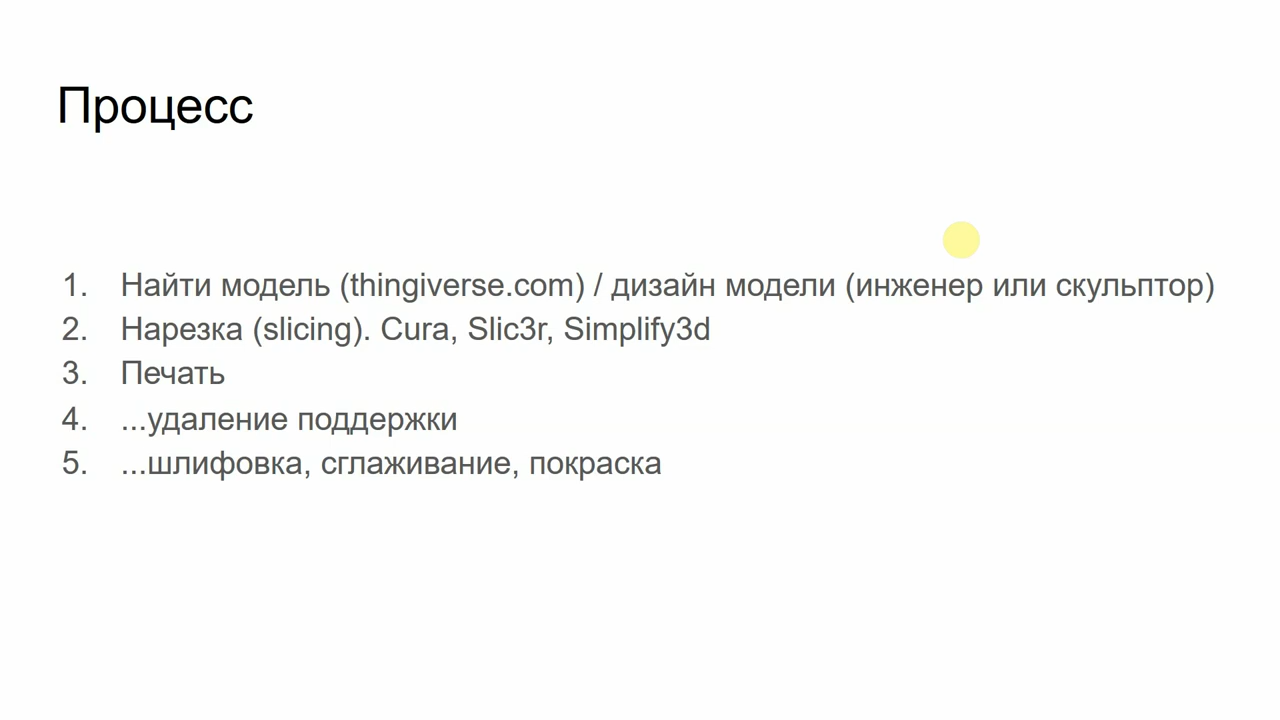 Процесс
1. Найти модель (thingiverse.com) / дизайн модели (инженер или скульптор)
2. Нарезка (slicing). Cura, Slic3r, Simplify3d
3. Печать
4. ...удаление поддержки
5. ...шлифовка, сглаживание, покраска